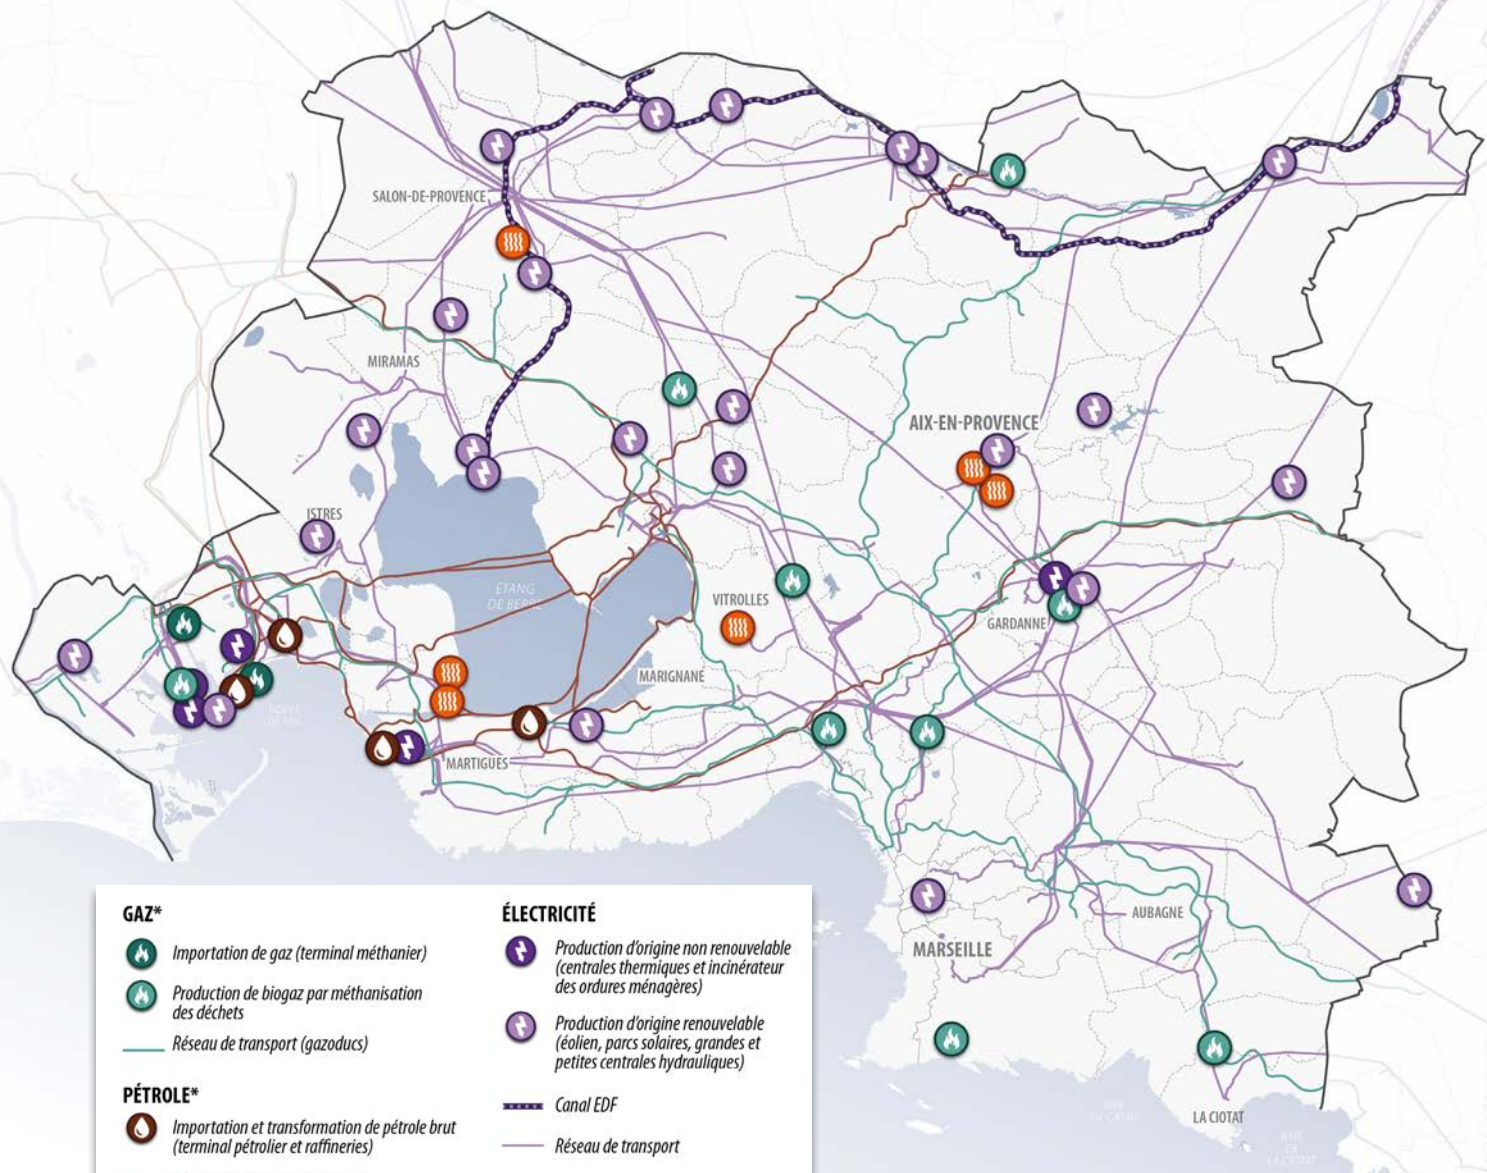 SALON-DE-PROVENCE
MIRAMAS
AIX-EN-PROVENCE
ISTRES
ÉTANG
DE BERRE
VITROLLES
GARDANNE
MARIGNANE
MARTIGUES
AUBAGNE
MARSEILLE
LA CIOTAT
GAZ*
Importation de gaz (terminal méthanier)
Production de biogaz par méthanisation
des déchets
Réseau de transport (gazoducs)
PÉTROLE*
Importation et transformation de pétrole brut
(terminal pétrolier et raffineries)
ÉLECTRICITÉ
Production d'origine non renouvelable
(centrales thermiques et incinérateur
des ordures ménagères)
Production d'origine renouvelable
(éolien, parcs solaires, grandes et
petites centrales hydrauliques)
Canal EDF
Réseau de transport